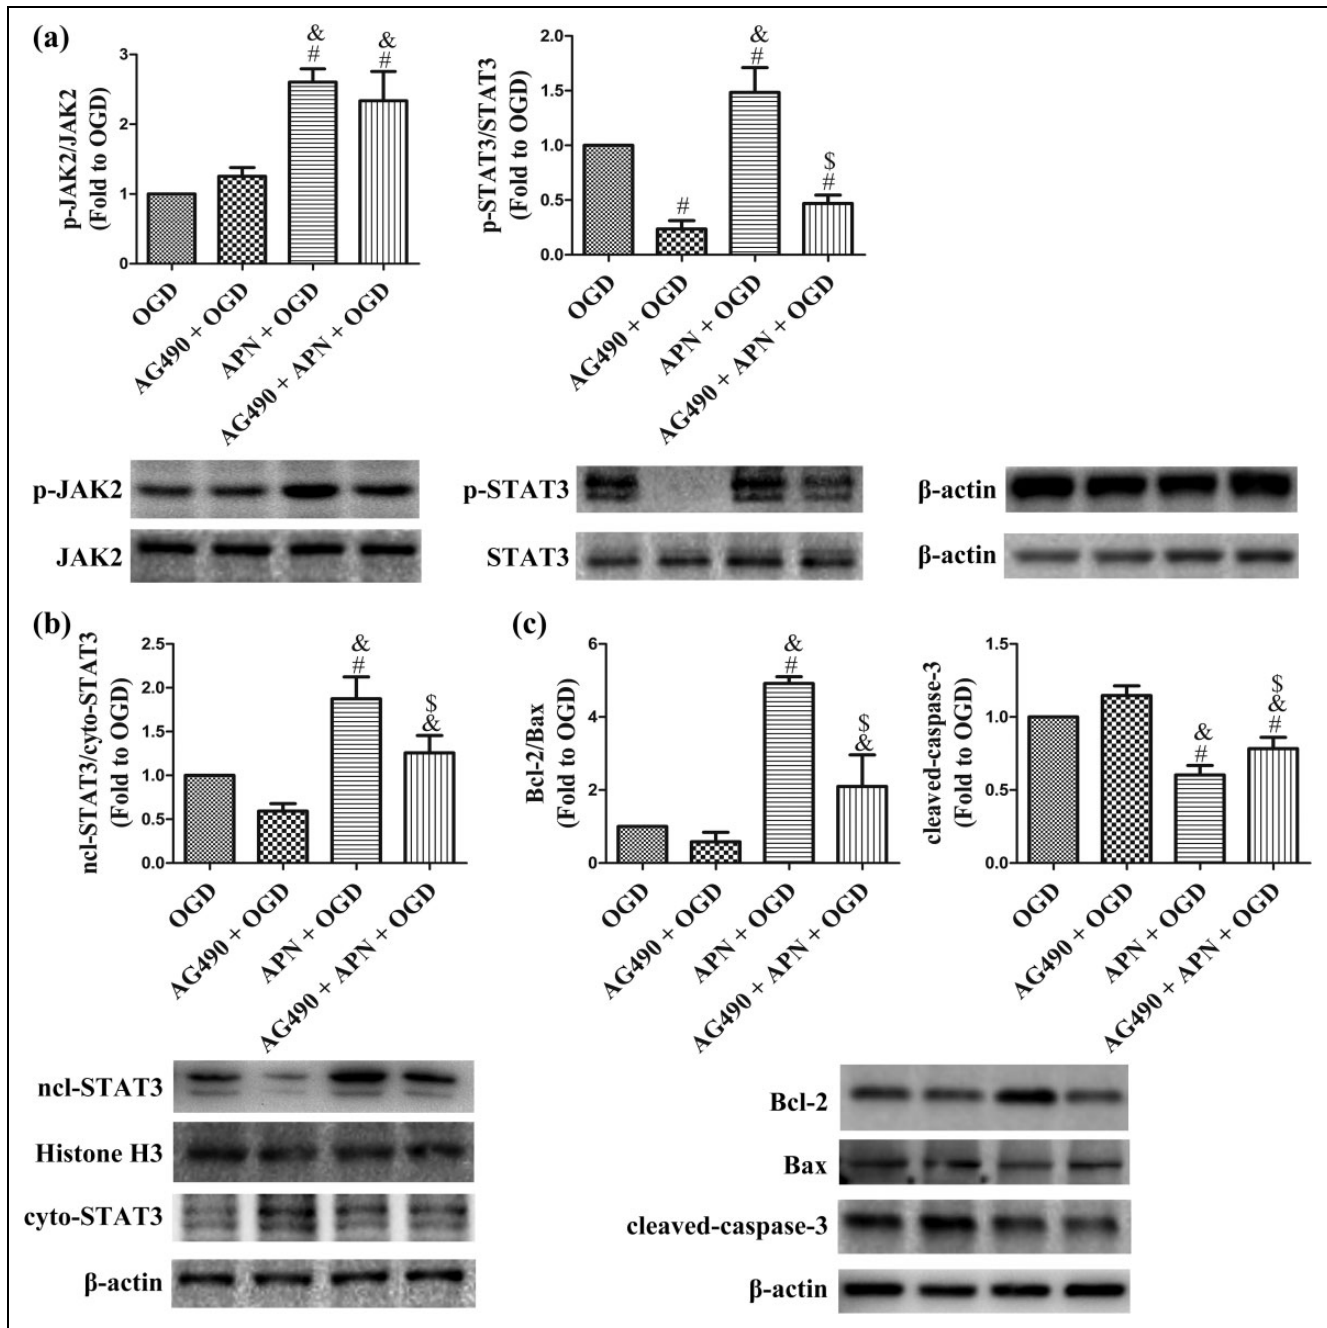 (a)
p-JAK2/JAK2
(Fold to OGD)
3
2
1
0
&
#
&
#
OGD
AG490 + OGD
APN + OGD
AG490 + APN + OGD
p-STAT3/STAT3
(Fold to OGD)
2.0
1.5
1.0
0.5
0.0
#
&
#
$
#
OGD
AG490 + OGD
APN + OGD
AG490 + APN + OGD
p-JAK2
JAK2
p-STAT3
STAT3
β-actin
β-actin
(b)
ncl-STAT3/cyto-STAT3
(Fold to OGD)
2.5
2.0
1.5
1.0
0.5
0.0
&
#
$
&
OGD
AG490 + OGD
APN + OGD
AG490 + APN + OGD
ncl-STAT3
Histone H3
cyto-STAT3
β-actin
(c)
Bcl-2/Bax
(Fold to OGD)
6
4
2
0
&
#
$
&
OGD
AG490 + OGD
APN + OGD
AG490 + APN + OGD
cleaved-caspase-3
(Fold to OGD)
1.5
1.0
0.5
0.0
&
#
$
&
#
OGD
AG490 + OGD
APN + OGD
AG490 + APN + OGD
Bcl-2
Bax
cleaved-caspase-3
β-actin